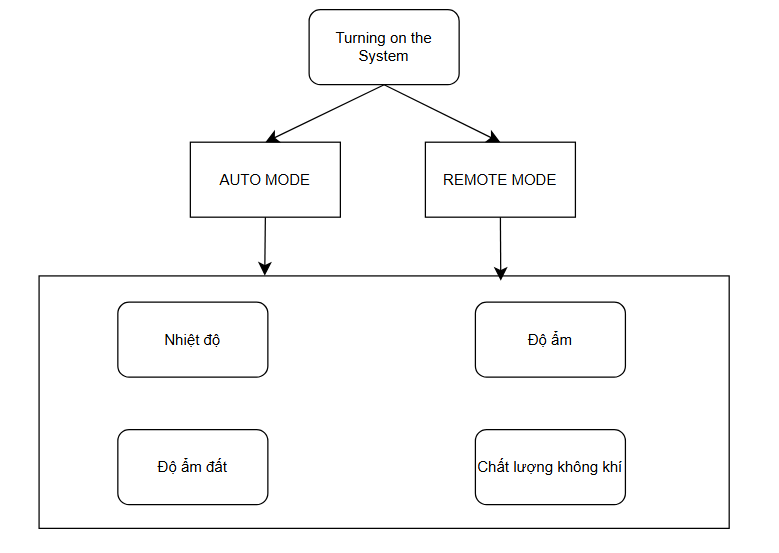 Turning on the
System
AUTO MODE
REMOTE MODE
Nhiệt độ
Độ ẩm
Độ ẩm đất
Chất lượng không khí